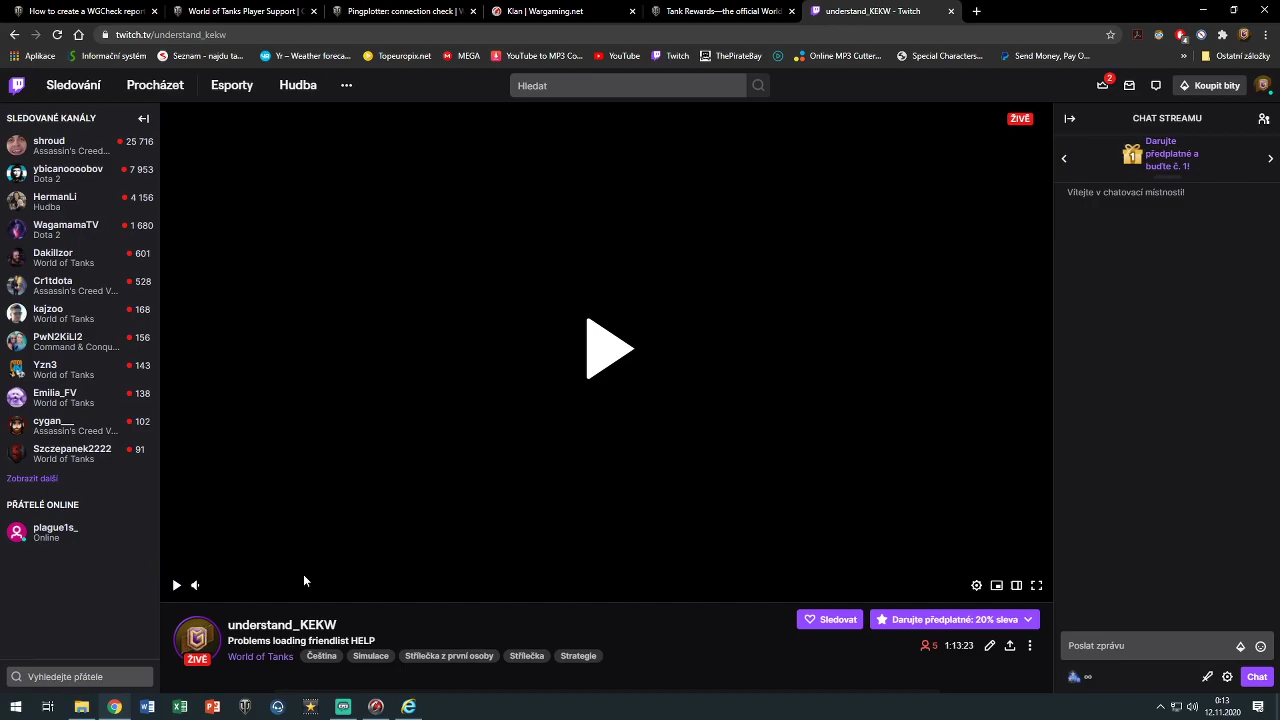 How to create a WGCheck report
World of Tanks Player Support | C
Pingplotter: connection check | W
Klan | Wargaming.net
Tank Rewards—the official World
understand_KEKW - Twitch
twitch.tv/understand_kekw
Aplikace
Informační systém
Seznam - najdu ta...
Yr – Weather foreca...
Topeuropix.net
MEGA
YouTube to MP3 Co...
YouTube
Twitch
ThePirateBay
Online MP3 Cutter...
Special Characters...
Send Money, Pay O...
»
Ostatní záložky
Sledování
Procházet
Esporty
Hudba
Hledat
2
Koupit bity
SLEDOVANÉ KANÁLY
shroud
25 716
Assassin's Creed...
ybicanoooobov
7 953
Dota 2
HermanLi
4 156
Hudba
WagamamaTV
1 680
Dota 2
Dakillzor
601
World of Tanks
Cr1tdota
528
Assassin's Creed V...
kajzoo
168
World of Tanks
PwN2KiLl2
156
Command & Conqu...
Yzn3
143
World of Tanks
Emilia_FV
138
World of Tanks
cygan___
102
Assassin's Creed V...
Szczepanek2222
91
World of Tanks
Zobrazit další
PŘÁTELÉ ONLINE
plague1s_
Online
Vyhledejte přátele
ŽIVĚ
understand_KEKW
Problems loading friendlist HELP
World of Tanks
Čeština
Simulace
Střílečka z první osoby
Střílečka
Strategie
ŽIVĚ
Sledovat
Darujte předplatné: 20% sleva
5
1:13:23
CHAT STREAMU
Darujte
předplatné a
buďte č. 1!
1
Vítejte v chatovací místnosti!
Poslat zprávu
∞
Chat
0:13
12.11.2020